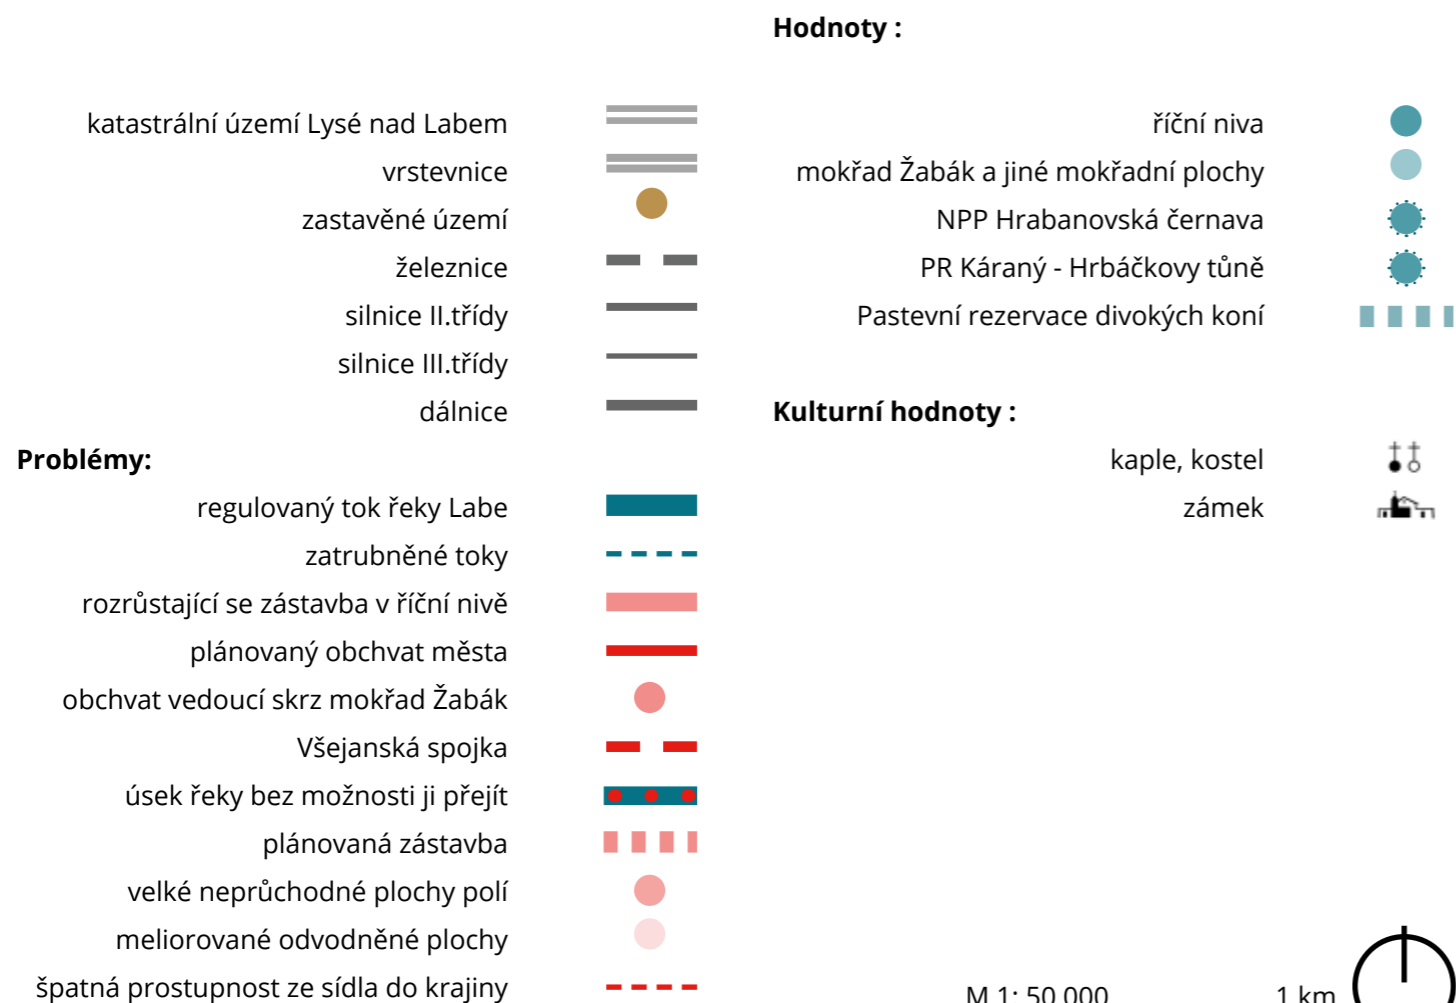 katastrální území Lysé nad Labem
vrstevnice
zastavěné území
železnice
silnice II.třídy
silnice III.třídy
dálnice
Problémy:
regulovaný tok řeky Labe
zatrubněné toky
rozrůstající se zástavba v říční nivě
plánovaný obchvat města
obchvat vedoucí skrz mokřad Žabák
Všejanská spojka
úsek řeky bez možnosti ji přejít
plánovaná zástavba
velké neprůchodné plochy polí
meliorované odvodněné plochy
špatná prostupnost ze sídla do krajiny
Hodnoty :
říční niva
mokřad Žabák a jiné mokřadní plochy
NPP Hrabanovská černava
PR Káraný - Hrbáčkovy tůně
Pastevní rezervace divokých koní
Kulturní hodnoty :
kaple, kostel
zámek
M 1: 50 000
1 km